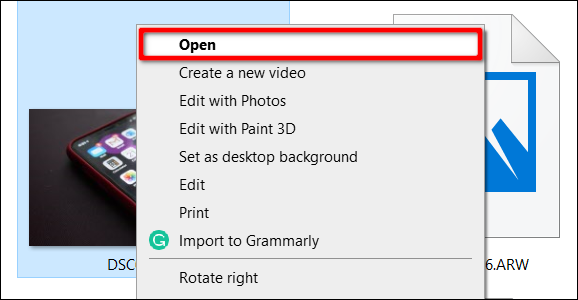 Open
Create a new video
Edit with Photos
Edit with Paint 3D
Set as desktop background
Edit
Print
Import to Grammarly
Rotate right
DSC
6.ARW